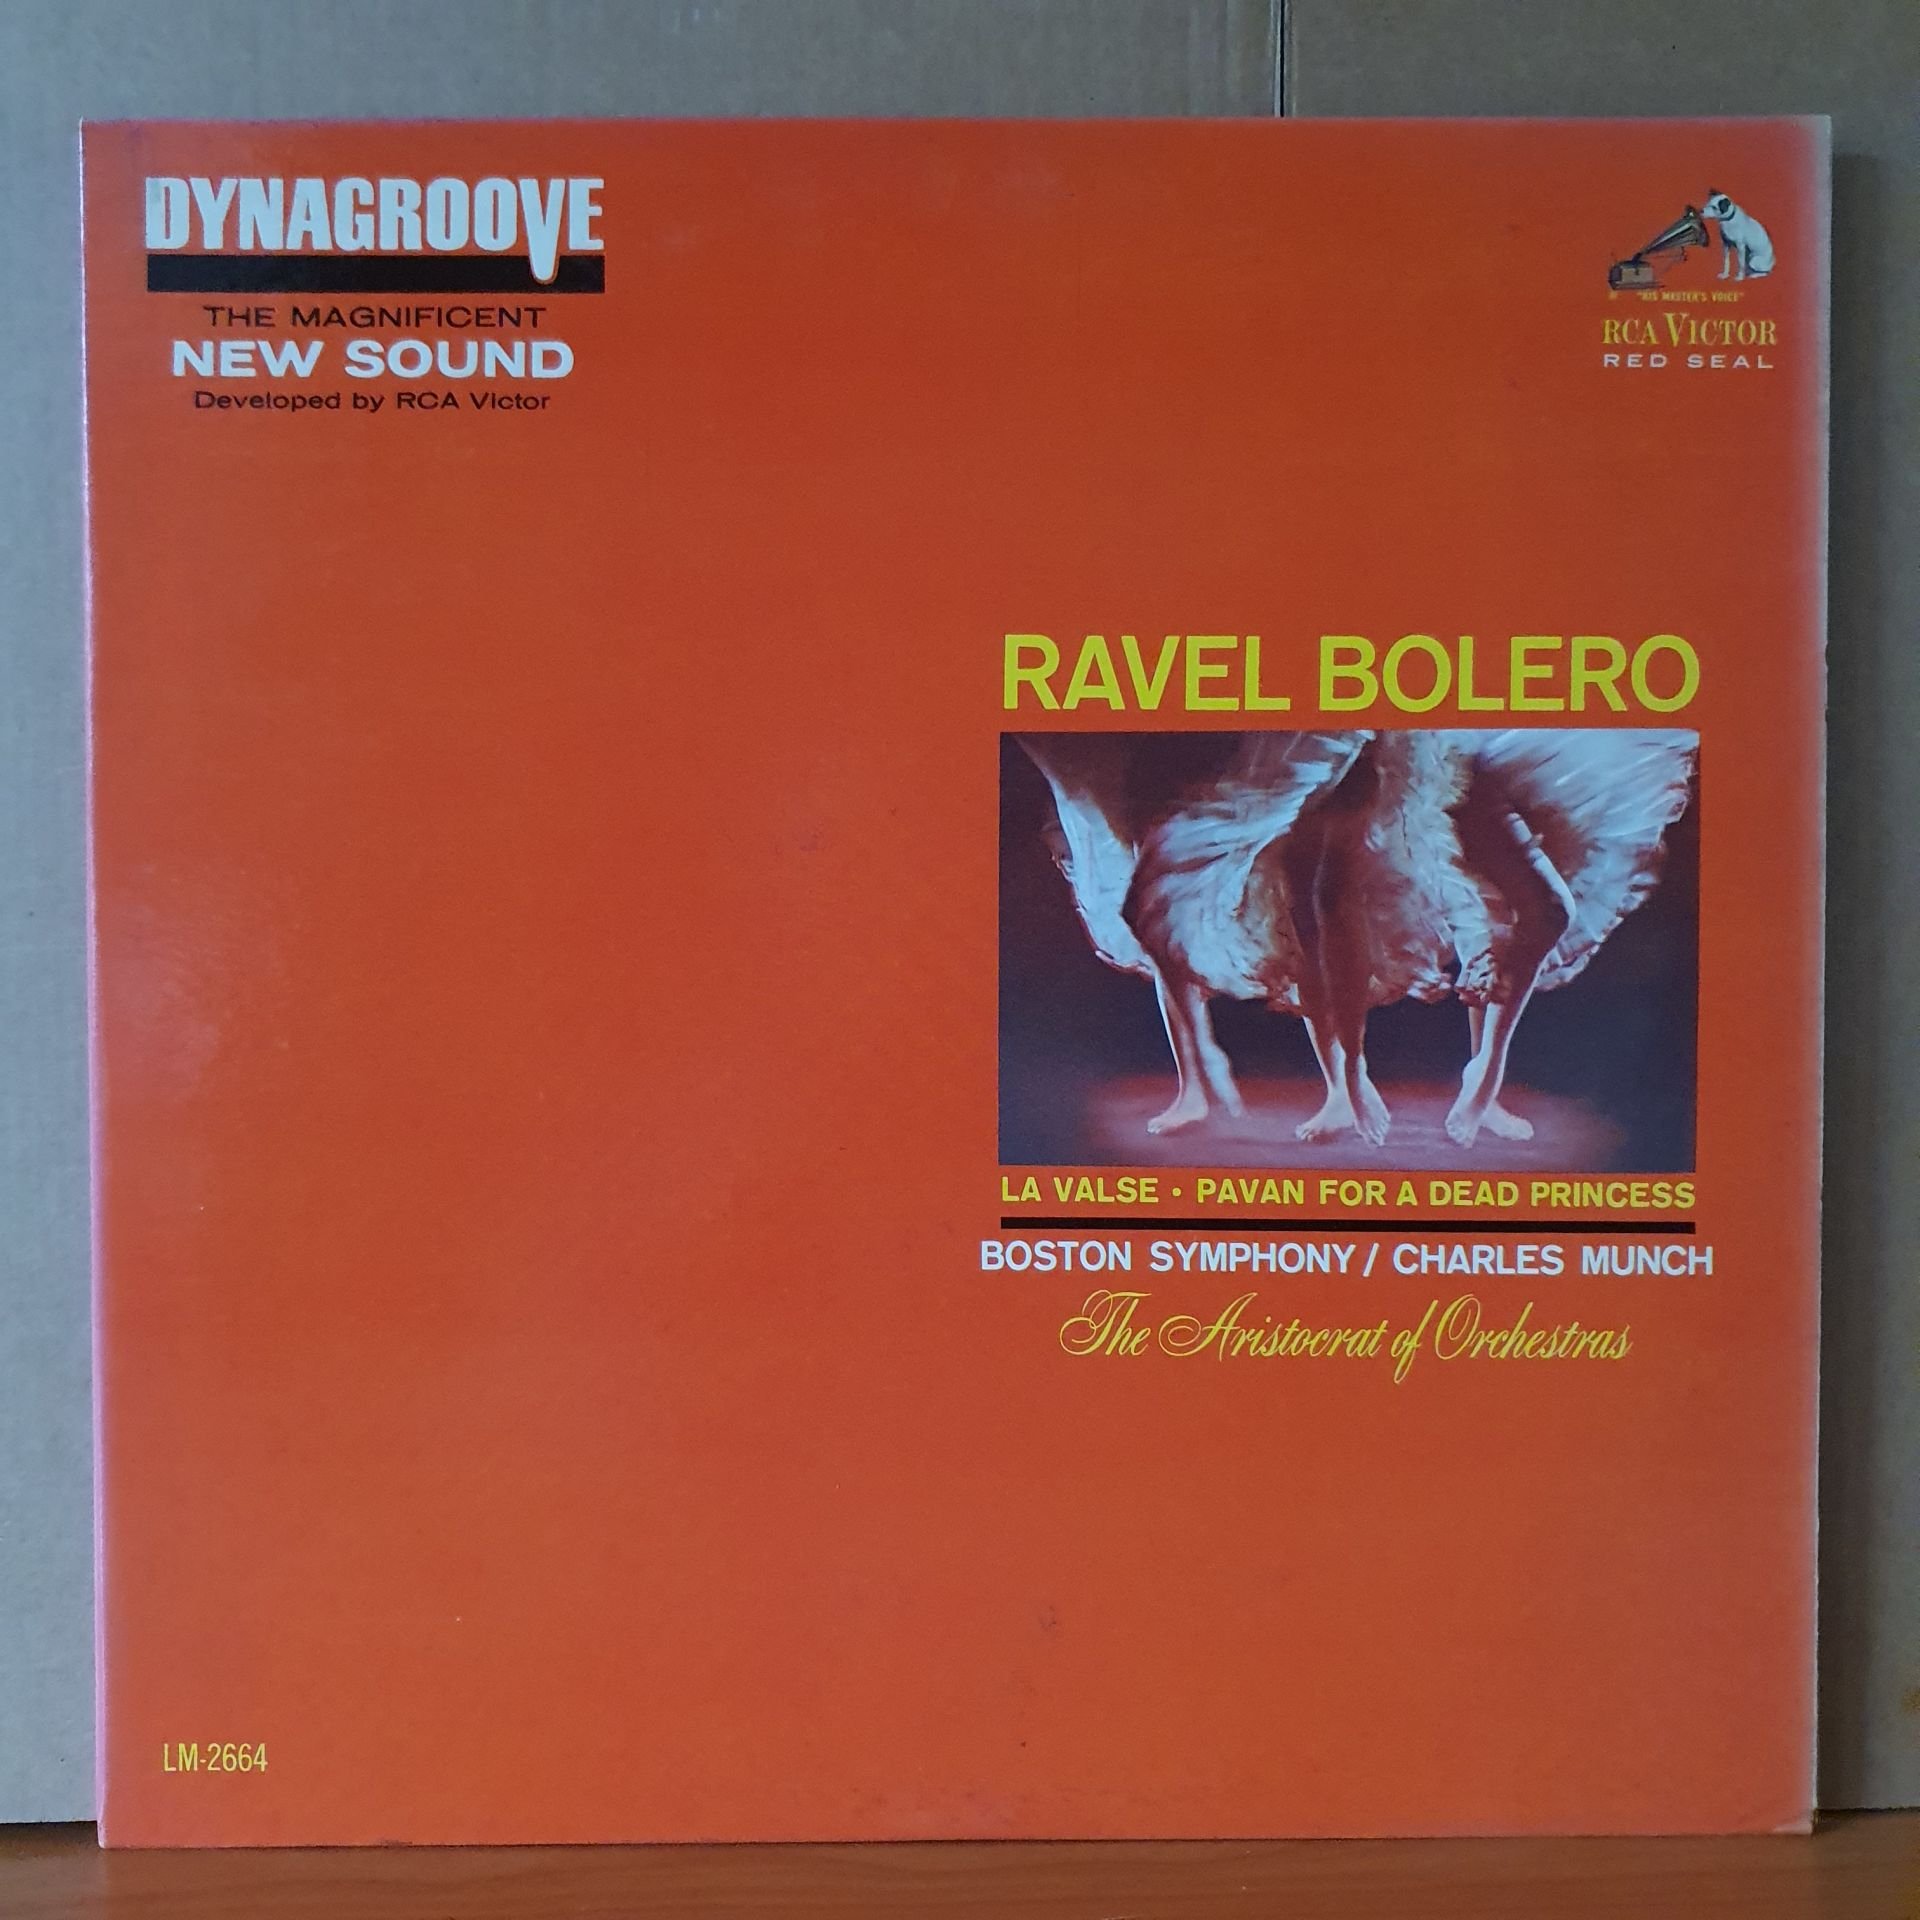 DYNAGROOVE
THE MAGNIFICENT
NEW SOUND
Developed by RCA Victor
"HIS MASTER'S VOICE"
RCA VICTOR
RED SEAL
RAVEL BOLERO
LA VALSE • PAVAN FOR A DEAD PRINCESS
BOSTON SYMPHONY / CHARLES MUNCH
The Aristocrat of Orchestras
LM-2664